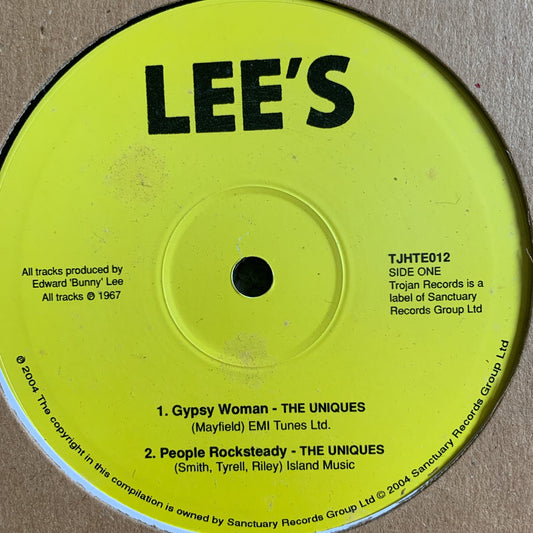 LEE'S
All tracks produced by
Edward 'Bunny' Lee
All tracks ℗ 1967
TJHTE012
SIDE ONE
Trojan Records is a
label of Sanctuary
Records Group Ltd
1. Gypsy Woman - THE UNIQUES
(Mayfield) EMI Tunes Ltd.
2. People Rocksteady - THE UNIQUES
(Smith, Tyrell, Riley) Island Music
℗ 2004 The copyright in this compilation is owned by Sanctuary Records Group Ltd © 2004 Sanctuary Records Group Ltd